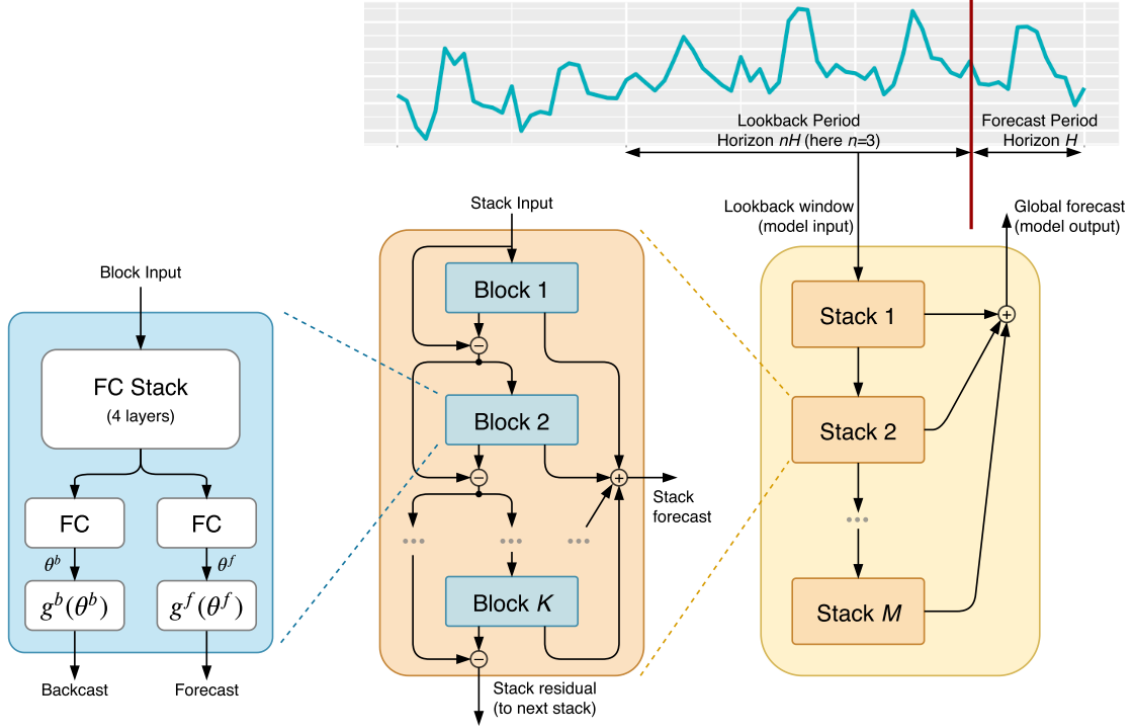 Lookback Period
Horizon nH (here n=3)
Forecast Period
Horizon H
Block Input
FC Stack
(4 layers)
FC
FC
θᵇ
θᶠ
gᵇ(θᵇ)
gᶠ(θᶠ)
Backcast
Forecast
Stack Input
Block 1
−
Block 2
−
+
Stack
forecast
...
...
...
Block K
−
Stack residual
(to next stack)
Lookback window
(model input)
Global forecast
(model output)
Stack 1
+
Stack 2
...
Stack M